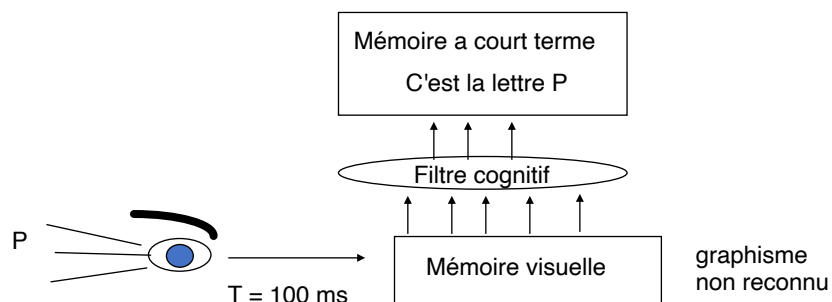 Mémoire a court terme
C'est la lettre P
Filtre cognitif
P
Mémoire visuelle
graphisme
non reconnu
T = 100 ms